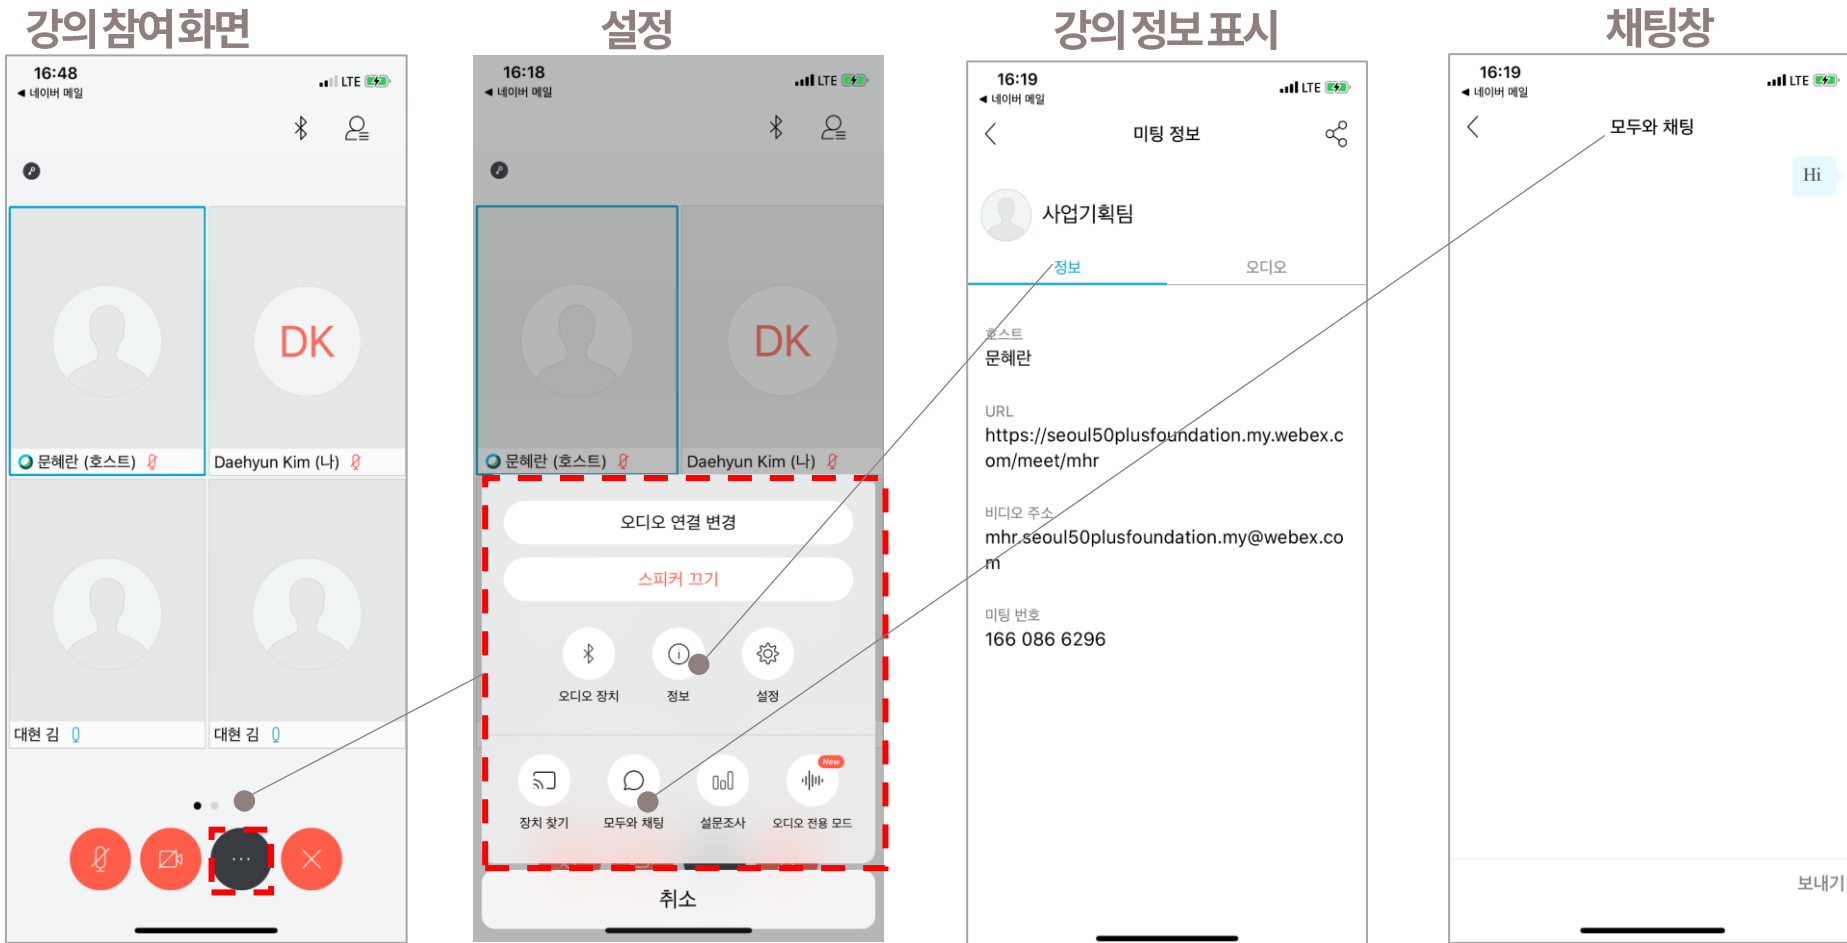 강의 참여 화면
16:48
LTE
◀ 네이버 메일
DK
문혜란 (호스트)
Daehyun Kim (나)
대현 김
대현 김
설정
16:18
LTE
◀ 네이버 메일
DK
문혜란 (호스트)
Daehyun Kim (나)
오디오 연결 변경
스피커 끄기
오디오 장치
정보
설정
New
장치 찾기
모두와 채팅
설문조사
오디오 전용 모드
취소
강의 정보 표시
16:19
LTE
◀ 네이버 메일
미팅 정보
사업기획팀
정보
오디오
호스트
문혜란
URL
https://seoul50plusfoundation.my.webex.c
om/meet/mhr
비디오 주소
mhr.seoul50plusfoundation.my@webex.co
m
미팅 번호
166 086 6296
채팅창
16:19
LTE
◀ 네이버 메일
모두와 채팅
Hi
보내기